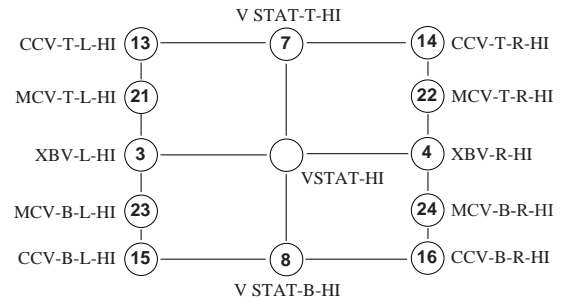 V STAT-T-HI
CCV-T-L-HI 13 7 14 CCV-T-R-HI
MCV-T-L-HI 21 22 MCV-T-R-HI
XBV-L-HI 3 4 XBV-R-HI
VSTAT-HI
MCV-B-L-HI 23 24 MCV-B-R-HI
CCV-B-L-HI 15 8 16 CCV-B-R-HI
V STAT-B-HI